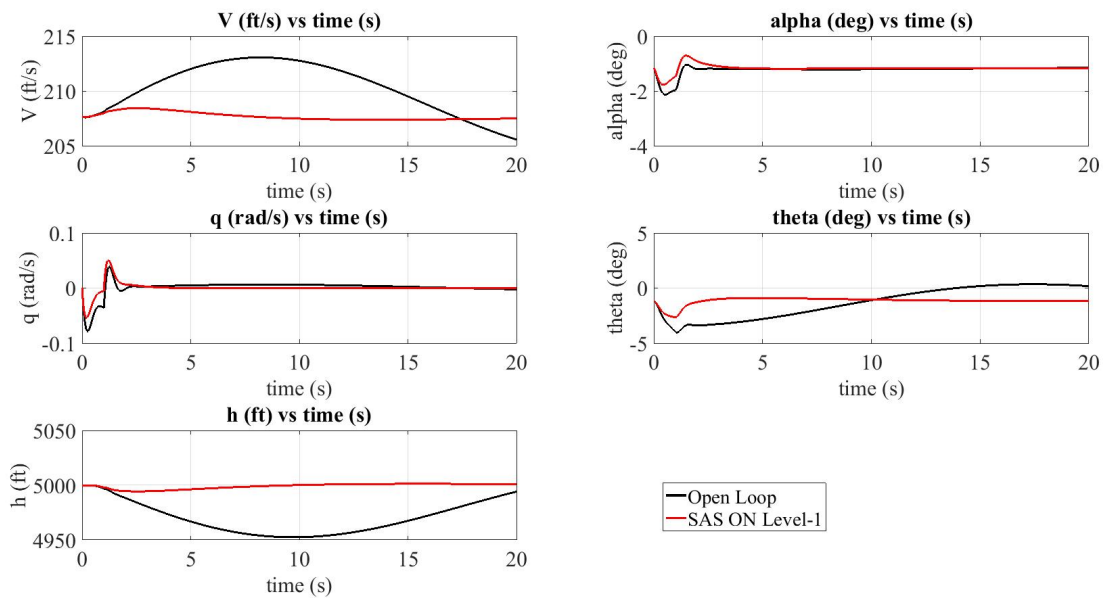 V (ft/s) vs time (s)
215
210
205
V (ft/s)
0
5
10
15
20
time (s)
alpha (deg) vs time (s)
0
-2
-4
alpha (deg)
0
5
10
15
20
time (s)
q (rad/s) vs time (s)
0.1
0
-0.1
q (rad/s)
0
5
10
15
20
time (s)
theta (deg) vs time (s)
5
0
-5
theta (deg)
0
5
10
15
20
time (s)
h (ft) vs time (s)
5050
5000
4950
h (ft)
0
5
10
15
20
time (s)
Open Loop
SAS ON Level-1